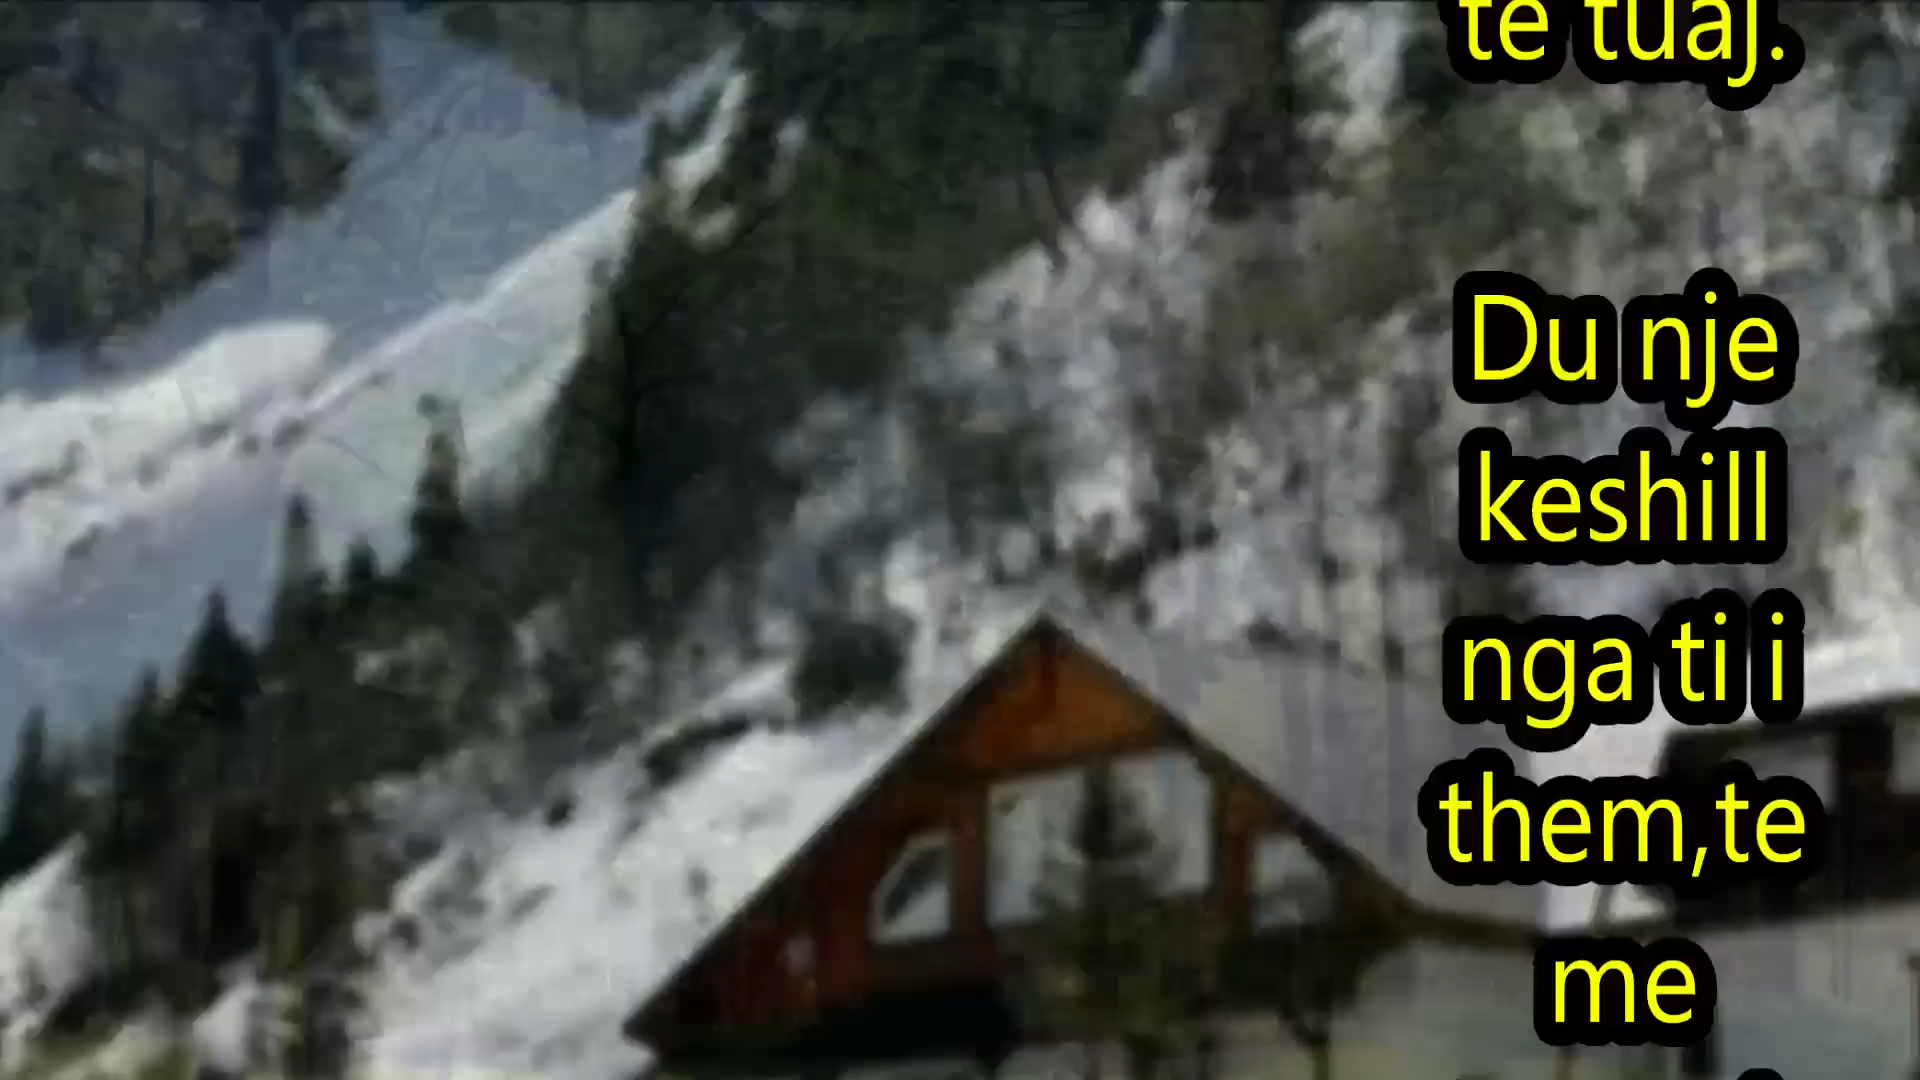 te tuaj.
Du nje
keshill
nga ti i
them,te
me